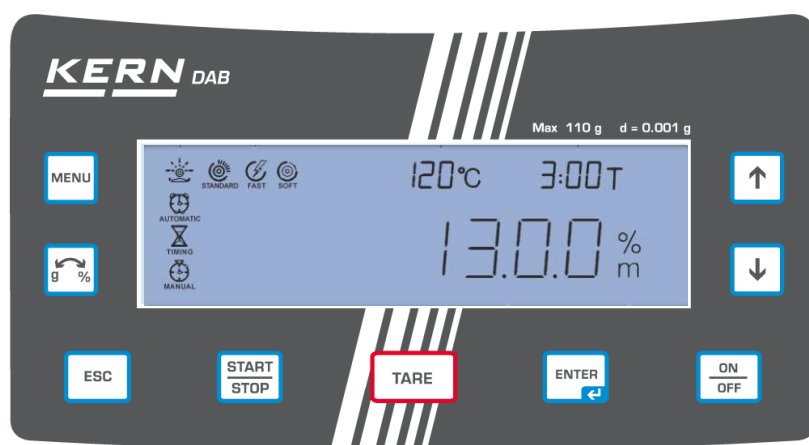 KERN DAB
Max 110 g d = 0.001 g
MENU
STANDARD FAST SOFT
120°C 3:00T
↑
AUTOMATIC
TIMING
MANUAL
13.0.0 % m
g %
↓
ESC
START
STOP
TARE
ENTER
ON
OFF